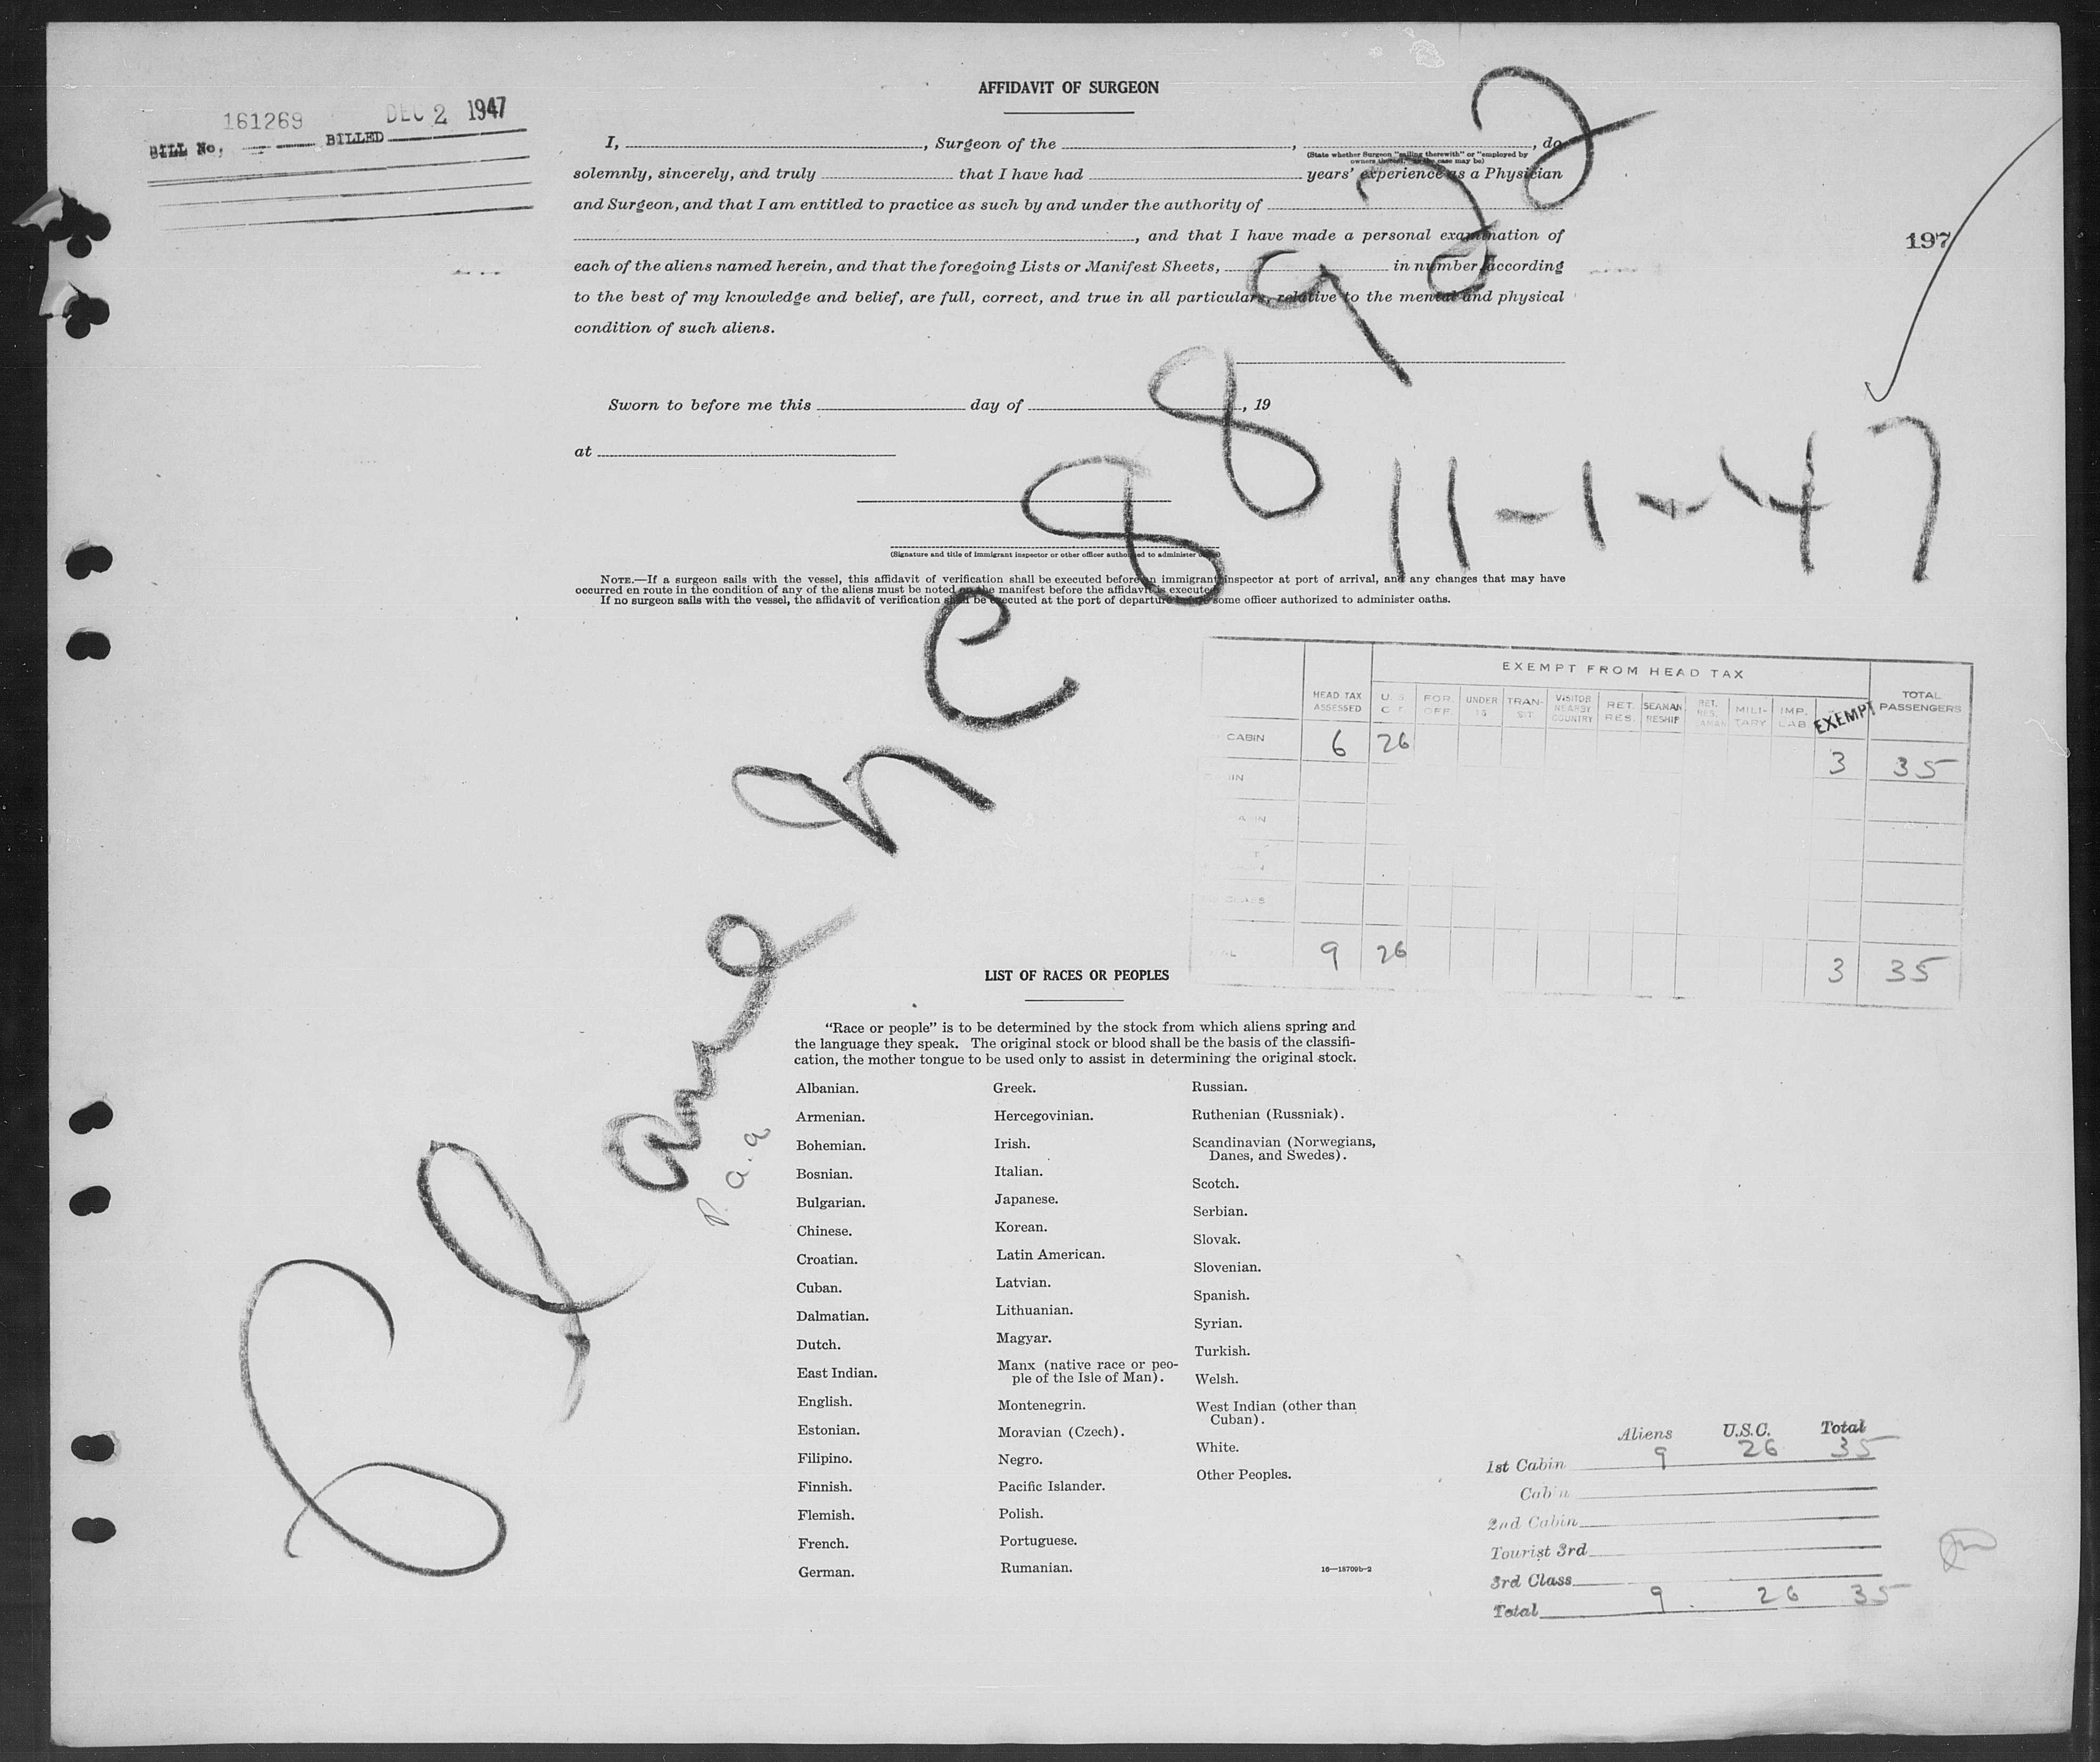 161269 DEC 2 1947
BILL No. BILLED
AFFIDAVIT OF SURGEON
I, , Surgeon of the , , do
(State whether Surgeon "sailing therewith" or "employed by
owners thereof," as the case may be)
solemnly, sincerely, and truly that I have had years' experience as a Physician
and Surgeon, and that I am entitled to practice as such by and under the authority of
, and that I have made a personal examination of
197
each of the aliens named herein, and that the foregoing Lists or Manifest Sheets, in number, according
to the best of my knowledge and belief, are full, correct, and true in all particulars, relative to the mental and physical
condition of such aliens.
Sworn to before me this day of , 19
at
(Signature and title of immigrant inspector or other officer authorized to administer oaths)
NOTE.—If a surgeon sails with the vessel, this affidavit of verification shall be executed before an immigrant inspector at port of arrival, and any changes that may have
occurred en route in the condition of any of the aliens must be noted on the manifest before the affidavit is executed.
If no surgeon sails with the vessel, the affidavit of verification shall be executed at the port of departure before some officer authorized to administer oaths.
Plane NC 88922
11-1-47
P.a.a
EXEMPT FROM HEAD TAX
HEAD TAX ASSESSED U.S. C.T. FOR. OFF. UNDER 16 TRAN-SIT VISITOR NEARBY COUNTRY RET. RES. SEAMAN RESHIP RET. RES. MILI-TARY IMP. LAB EXEMPT TOTAL PASSENGERS
CABIN 6 26 3 35
9 26 3 35
LIST OF RACES OR PEOPLES
"Race or people" is to be determined by the stock from which aliens spring and
the language they speak. The original stock or blood shall be the basis of the classifi-
cation, the mother tongue to be used only to assist in determining the original stock.
Albanian.
Armenian.
Bohemian.
Bosnian.
Bulgarian.
Chinese.
Croatian.
Cuban.
Dalmatian.
Dutch.
East Indian.
English.
Estonian.
Filipino.
Finnish.
Flemish.
French.
German.
Greek.
Hercegovinian.
Irish.
Italian.
Japanese.
Korean.
Latin American.
Latvian.
Lithuanian.
Magyar.
Manx (native race or peo-
ple of the Isle of Man).
Montenegrin.
Moravian (Czech).
Negro.
Pacific Islander.
Polish.
Portuguese.
Rumanian.
Russian.
Ruthenian (Russniak).
Scandinavian (Norwegians,
Danes, and Swedes).
Scotch.
Serbian.
Slovak.
Slovenian.
Spanish.
Syrian.
Turkish.
Welsh.
West Indian (other than
Cuban).
White.
Other Peoples.
16—18709b-2
Aliens U.S.C. Total
1st Cabin 9 26 35
Cabin
2nd Cabin
Tourist 3rd
3rd Class
Total 9 26 35